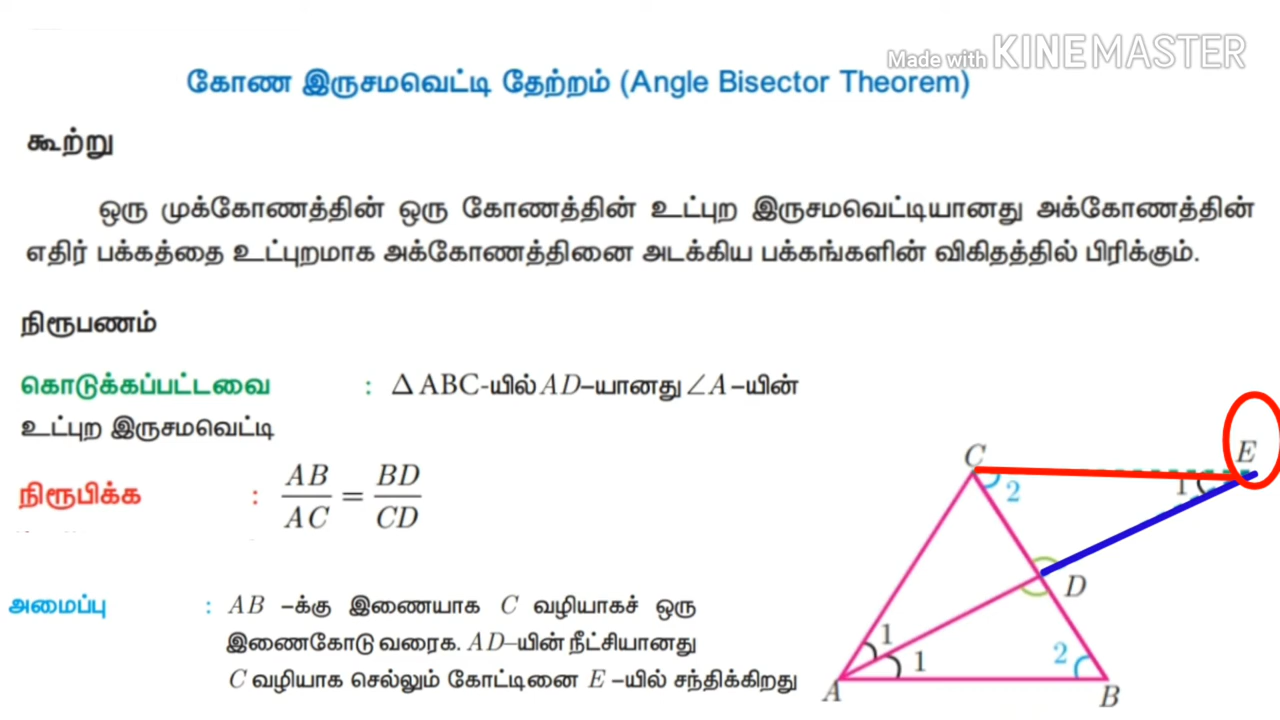 Made with KINEMASTER
கோண இருசமவெட்டி தேற்றம் (Angle Bisector Theorem)
கூற்று
ஒரு முக்கோணத்தின் ஒரு கோணத்தின் உட்புற இருசமவெட்டியானது அக்கோணத்தின்
எதிர் பக்கத்தை உட்புறமாக அக்கோணத்தினை அடக்கிய பக்கங்களின் விகிதத்தில் பிரிக்கும்.
நிரூபணம்
கொடுக்கப்பட்டவை : Δ ABC-யில் AD–யானது ∠A–யின்
உட்புற இருசமவெட்டி
நிரூபிக்க : AB/AC = BD/CD
அமைப்பு : AB –க்கு இணையாக C வழியாகச் ஒரு
இணைகோடு வரைக. AD–யின் நீட்சியானது
C வழியாக செல்லும் கோட்டினை E –யில் சந்திக்கிறது
C E
2 1
D
1
1 2
A B